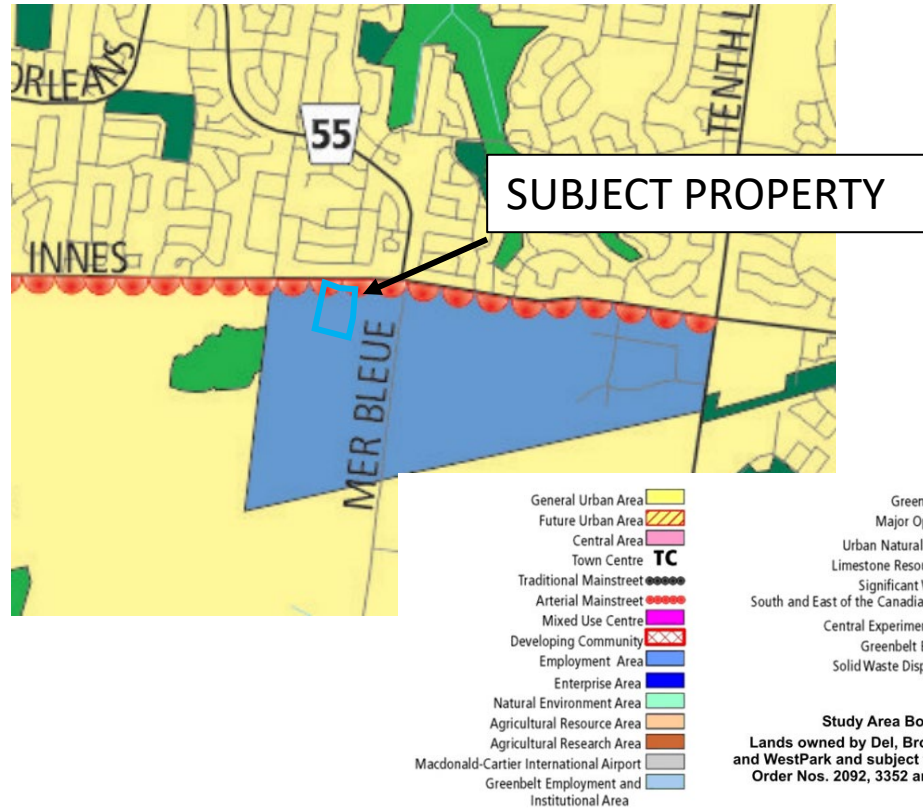 ORLEANS
TENTH L
55
SUBJECT PROPERTY
INNES
MER BLEUE
General Urban Area
Future Urban Area
Central Area
Town Centre TC
Traditional Mainstreet
Arterial Mainstreet
Mixed Use Centre
Developing Community
Employment Area
Enterprise Area
Natural Environment Area
Agricultural Resource Area
Agricultural Research Area
Macdonald-Cartier International Airport
Greenbelt Employment and
Institutional Area
Green
Major Op
Urban Natural
Limestone Resou
Significant W
South and East of the Canadia
Central Experimen
Greenbelt E
Solid Waste Disp
Study Area Bo
Lands owned by Del, Bro
and WestPark and subject
Order Nos. 2092, 3352 an